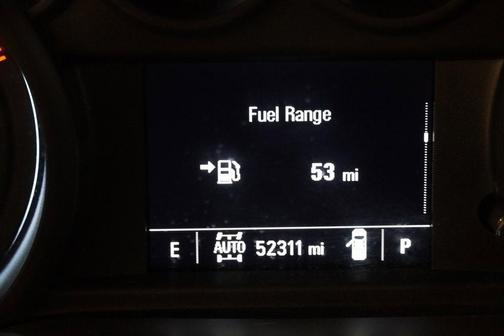 Fuel Range
53 mi
E AUTO 52311 mi P